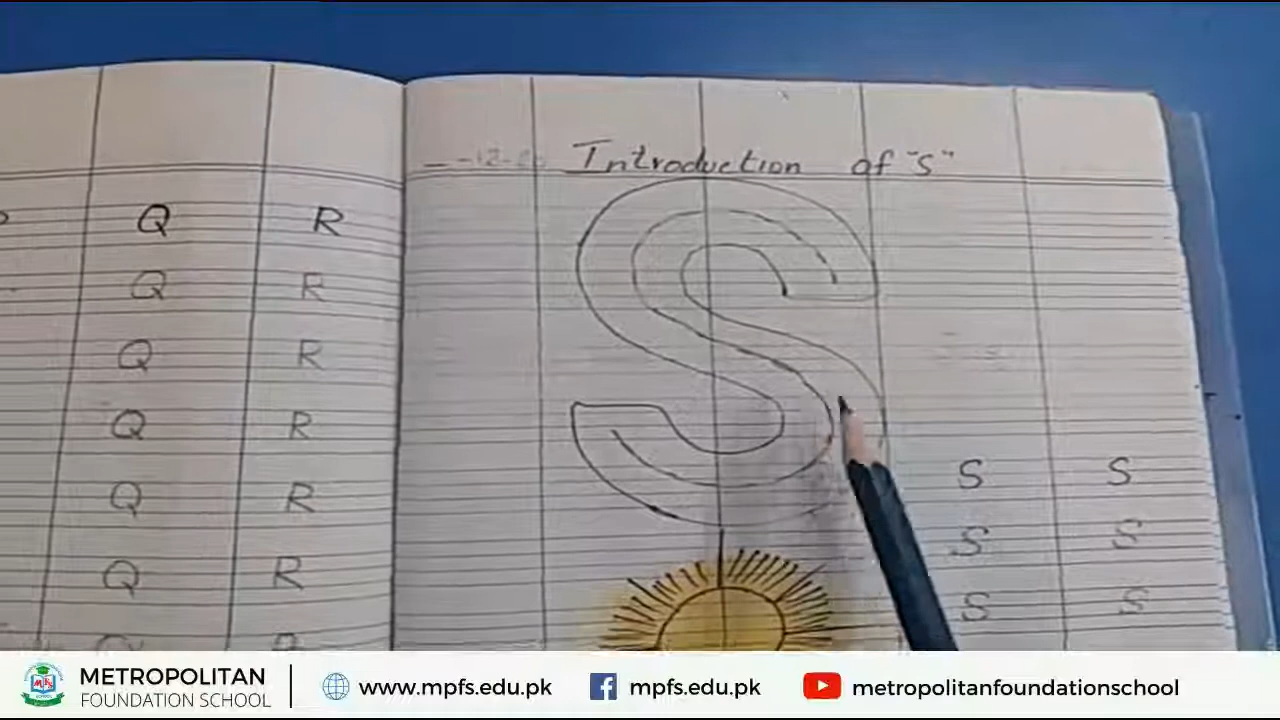 Introduction of "S"
Q R
Q R
Q R
Q R
Q R
Q R
S S
S S
S S
METROPOLITAN
FOUNDATION SCHOOL
www.mpfs.edu.pk
mpfs.edu.pk
metropolitanfoundationschool